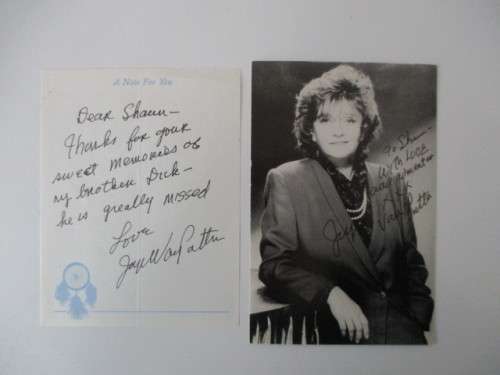 A Note For You
Dear Shaun —
Thanks for your
sweet memories of
my brother Dick —
he is greatly missed
Love
Joyce Van Patten
To Shaun —
With Love
and
Joyce
Van Patten